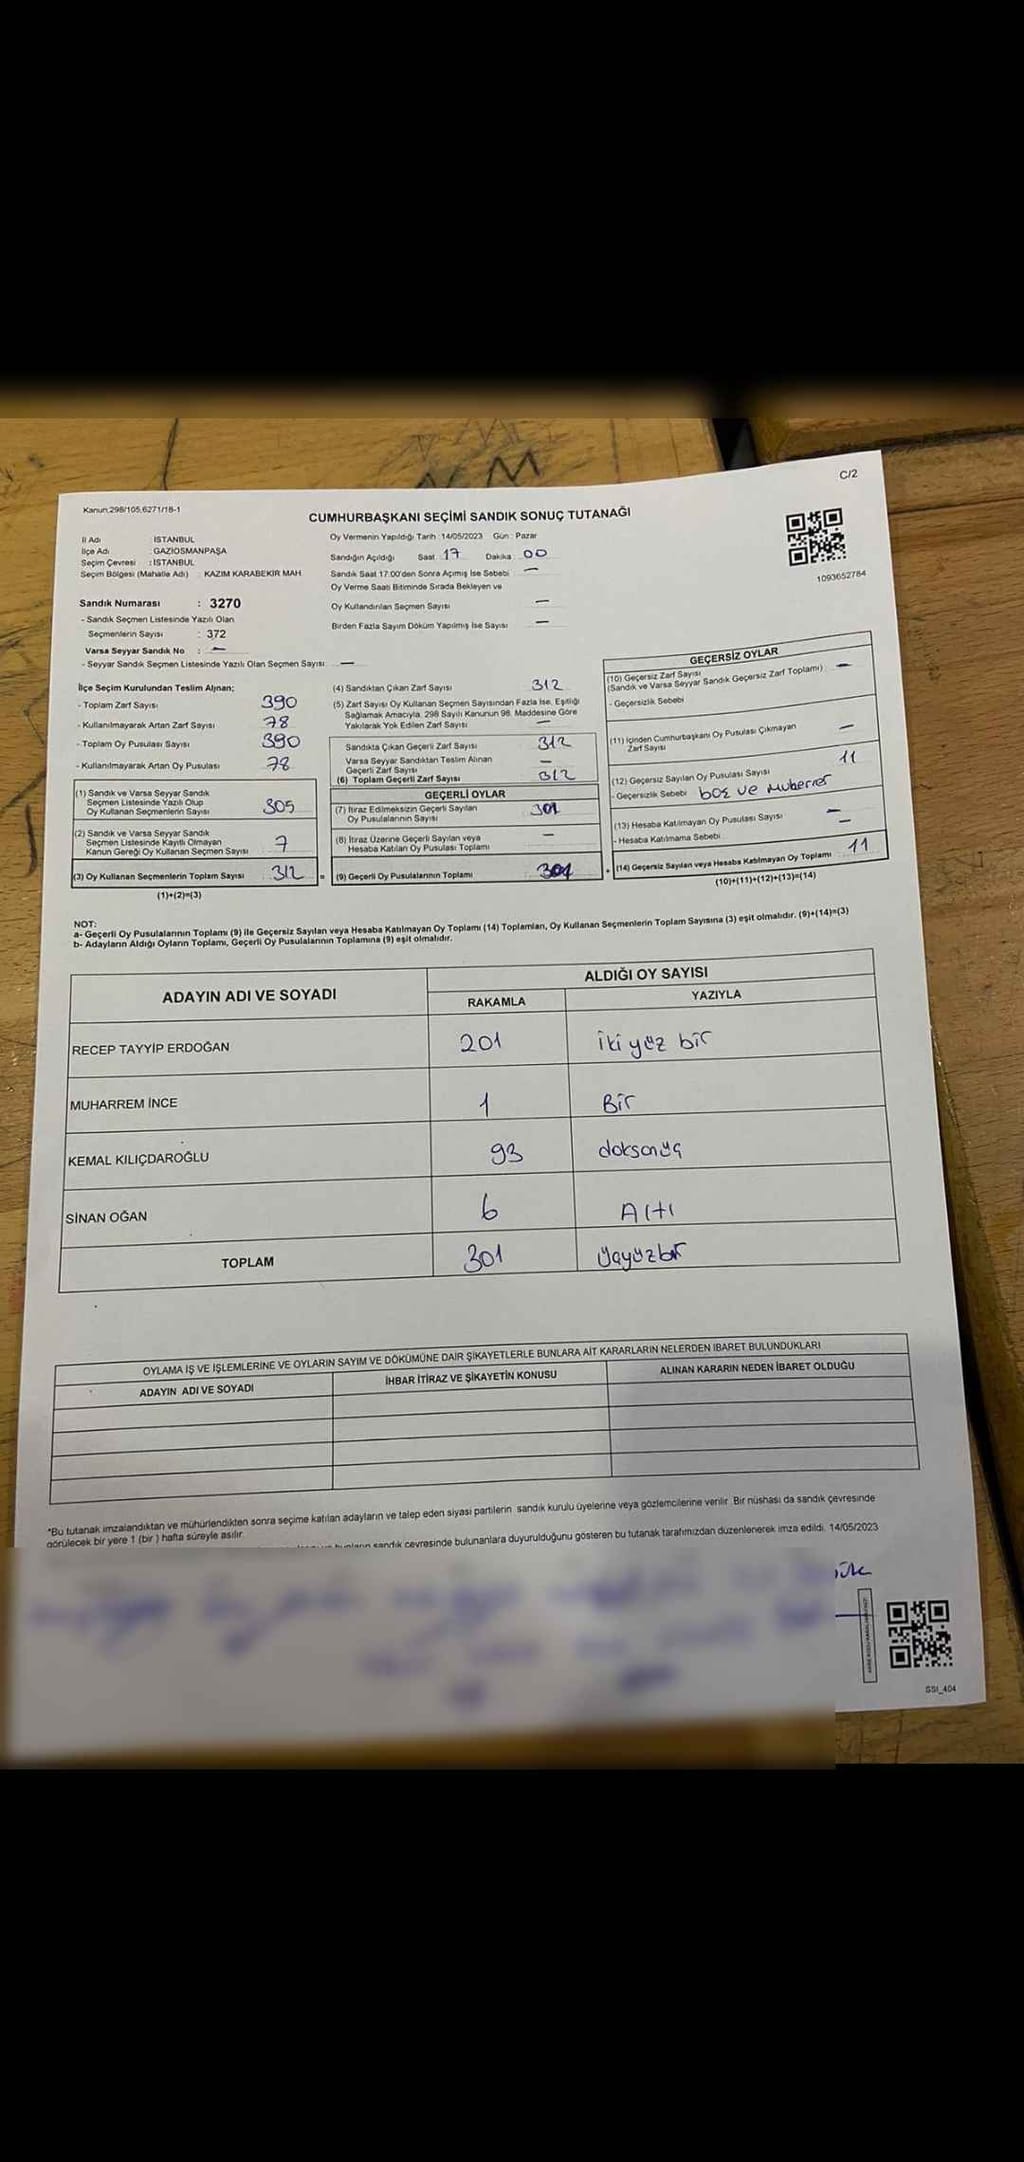 C/2
Kanun,298/105,6271/18-1
CUMHURBAŞKANI SEÇİMİ SANDIK SONUÇ TUTANAĞI
İl Adı İSTANBUL
İlçe Adı : GAZİOSMANPAŞA
Seçim Çevresi : İSTANBUL
Seçim Bölgesi (Mahalle Adı) KAZIM KARABEKİR MAH.
Sandık Numarası : 3270
- Sandık Seçmen Listesinde Yazılı Olan
Seçmenlerin Sayısı : 372
Varsa Seyyar Sandık No : —
- Seyyar Sandık Seçmen Listesinde Yazılı Olan Seçmen Sayısı —
Oy Vermenin Yapıldığı Tarih 14/05/2023 Gün : Pazar
Sandığın Açıldığı Saat 17 Dakika 00
Sandık Saat 17:00'den Sonra Açımış İse Sebebi —
Oy Verme Saati Bitiminde Sırada Bekleyen ve
Oy Kullandırılan Seçmen Sayısı —
Birden Fazla Sayım Döküm Yapılmış İse Sayısı —
1093652784
İlçe Seçim Kurulundan Teslim Alınan;
- Toplam Zarf Sayısı 390
- Kullanılmayarak Artan Zarf Sayısı 78
- Toplam Oy Pusulası Sayısı 390
- Kullanılmayarak Artan Oy Pusulası 78
(1) Sandık ve Varsa Seyyar Sandık
Seçmen Listesinde Yazılı Olup
Oy Kullanan Seçmenlerin Sayısı 305
(2) Sandık ve Varsa Seyyar Sandık
Seçmen Listesinde Kayıtlı Olmayan
Kanun Gereği Oy Kullanan Seçmen Sayısı 7
(3) Oy Kullanan Seçmenlerin Toplam Sayısı 312 =
(1)+(2)=(3)
(4) Sandıktan Çıkan Zarf Sayısı 312
(5) Zarf Sayısı Oy Kullanan Seçmen Sayısından Fazla İse, Eşitliği
Sağlamak Amacıyla, 298 Sayılı Kanunun 98. Maddesine Göre
Yakılarak Yok Edilen Zarf Sayısı —
Sandıkta Çıkan Geçerli Zarf Sayısı 312
Varsa Seyyar Sandıktan Teslim Alınan
Geçerli Zarf Sayısı —
(6) Toplam Geçerli Zarf Sayısı 312
GEÇERLİ OYLAR
(7) İtiraz Edilmeksizin Geçerli Sayılan
Oy Pusulalarının Sayısı 301
(8) İtiraz Üzerine Geçerli Sayılan veya
Hesaba Katılan Oy Pusulası Toplamı —
(9) Geçerli Oy Pusulalarının Toplamı 301 +
GEÇERSİZ OYLAR
(10) Geçersiz Zarf Sayısı —
(Sandık ve Varsa Seyyar Sandık Geçersiz Zarf Toplamı)
- Geçersizlik Sebebi
(11) İçinden Cumhurbaşkanı Oy Pusulası Çıkmayan
Zarf Sayısı —
(12) Geçersiz Sayılan Oy Pusulası Sayısı 11
- Geçersizlik Sebebi boş ve Muberrer
(13) Hesaba Katılmayan Oy Pusulası Sayısı —
- Hesaba Katılmama Sebebi —
(14) Geçersiz Sayılan veya Hesaba Katılmayan Oy Toplamı 11
(10)+(11)+(12)+(13)=(14)
NOT:
a- Geçerli Oy Pusulalarının Toplamı (9) ile Geçersiz Sayılan veya Hesaba Katılmayan Oy Toplamı (14) Toplamları, Oy Kullanan Seçmenlerin Toplam Sayısına (3) eşit olmalıdır. (9)+(14)=(3)
b- Adayların Aldığı Oyların Toplamı, Geçerli Oy Pusulalarının Toplamına (9) eşit olmalıdır.
ADAYIN ADI VE SOYADI
ALDIĞI OY SAYISI
RAKAMLA YAZIYLA
RECEP TAYYİP ERDOĞAN 201 iki yüz bir
MUHARREM İNCE 1 Bir
KEMAL KILIÇDAROĞLU 93 doksanüç
SİNAN OĞAN 6 Altı
TOPLAM 301 üçyüzbir
OYLAMA İŞ VE İŞLEMLERİNE VE OYLARIN SAYIM VE DÖKÜMÜNE DAİR ŞİKAYETLERLE BUNLARA AİT KARARLARIN NELERDEN İBARET BULUNDUKLARI
ADAYIN ADI VE SOYADI İHBAR İTİRAZ VE ŞİKAYETİN KONUSU ALINAN KARARIN NEDEN İBARET OLDUĞU
*Bu tutanak imzalandıktan ve mühürlendikten sonra seçime katılan adayların ve talep eden siyasi partilerin sandık kurulu üyelerine veya gözlemcilerine verilir. Bir nüshası da sandık çevresinde
görülecek bir yere 1 (bir) hafta süreyle asılır.
sandık çevresinde bulunanlara duyurulduğunu gösteren bu tutanak tarafımızdan düzenlenerek imza edildi. 14/05/2023
SSI_404